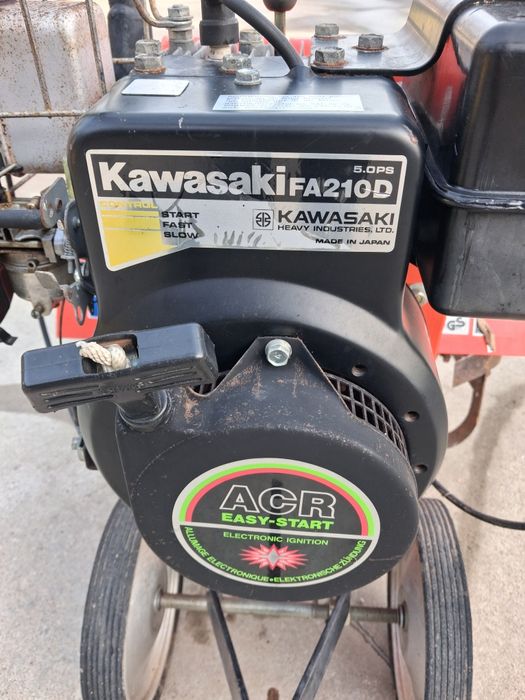 Kawasaki FA210D
5.0PS
CONTROL
START
FAST
SLOW
KAWASAKI
HEAVY INDUSTRIES, LTD.
MADE IN JAPAN
ACR
EASY-START
ELECTRONIC IGNITION
ALLUMAGE ELECTRONIQUE • ELEKTRONISCHE ZÜNDUNG